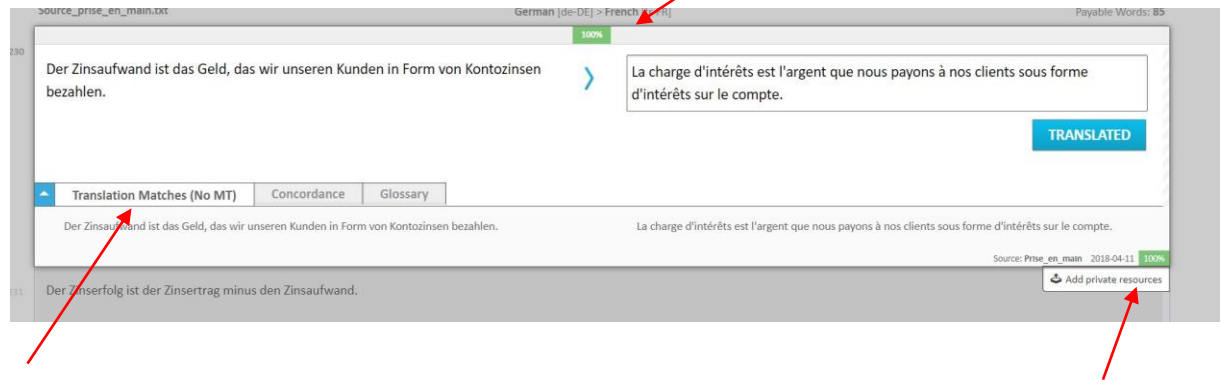 Source_prise_en_main.txt German [de-DE] > French [fr-FR] Payable Words: 85
100%
230
Der Zinsaufwand ist das Geld, das wir unseren Kunden in Form von Kontozinsen
bezahlen.
La charge d'intérêts est l'argent que nous payons à nos clients sous forme
d'intérêts sur le compte.
TRANSLATED
Translation Matches (No MT) Concordance Glossary
Der Zinsaufwand ist das Geld, das wir unseren Kunden in Form von Kontozinsen bezahlen. La charge d'intérêts est l'argent que nous payons à nos clients sous forme d'intérêts sur le compte.
Source: Prise_en_main 2018-04-11 100%
Add private resources
231 Der Zinserfolg ist der Zinsertrag minus den Zinsaufwand.